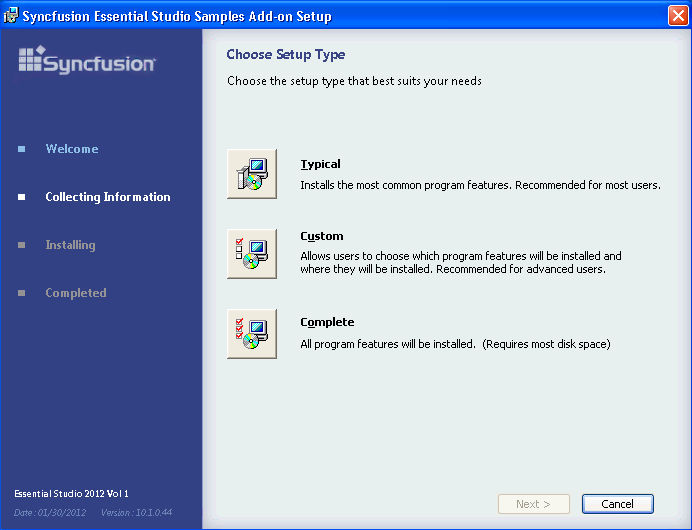 Syncfusion Essential Studio Samples Add-on Setup
Syncfusion
Welcome
Collecting Information
Installing
Completed
Essential Studio 2012 Vol 1
Date: 01/30/2012 Version: 10.1.0.44
Choose Setup Type
Choose the setup type that best suits your needs
Typical
Installs the most common program features. Recommended for most users.
Custom
Allows users to choose which program features will be installed and
where they will be installed. Recommended for advanced users.
Complete
All program features will be installed. (Requires most disk space)
Next >
Cancel